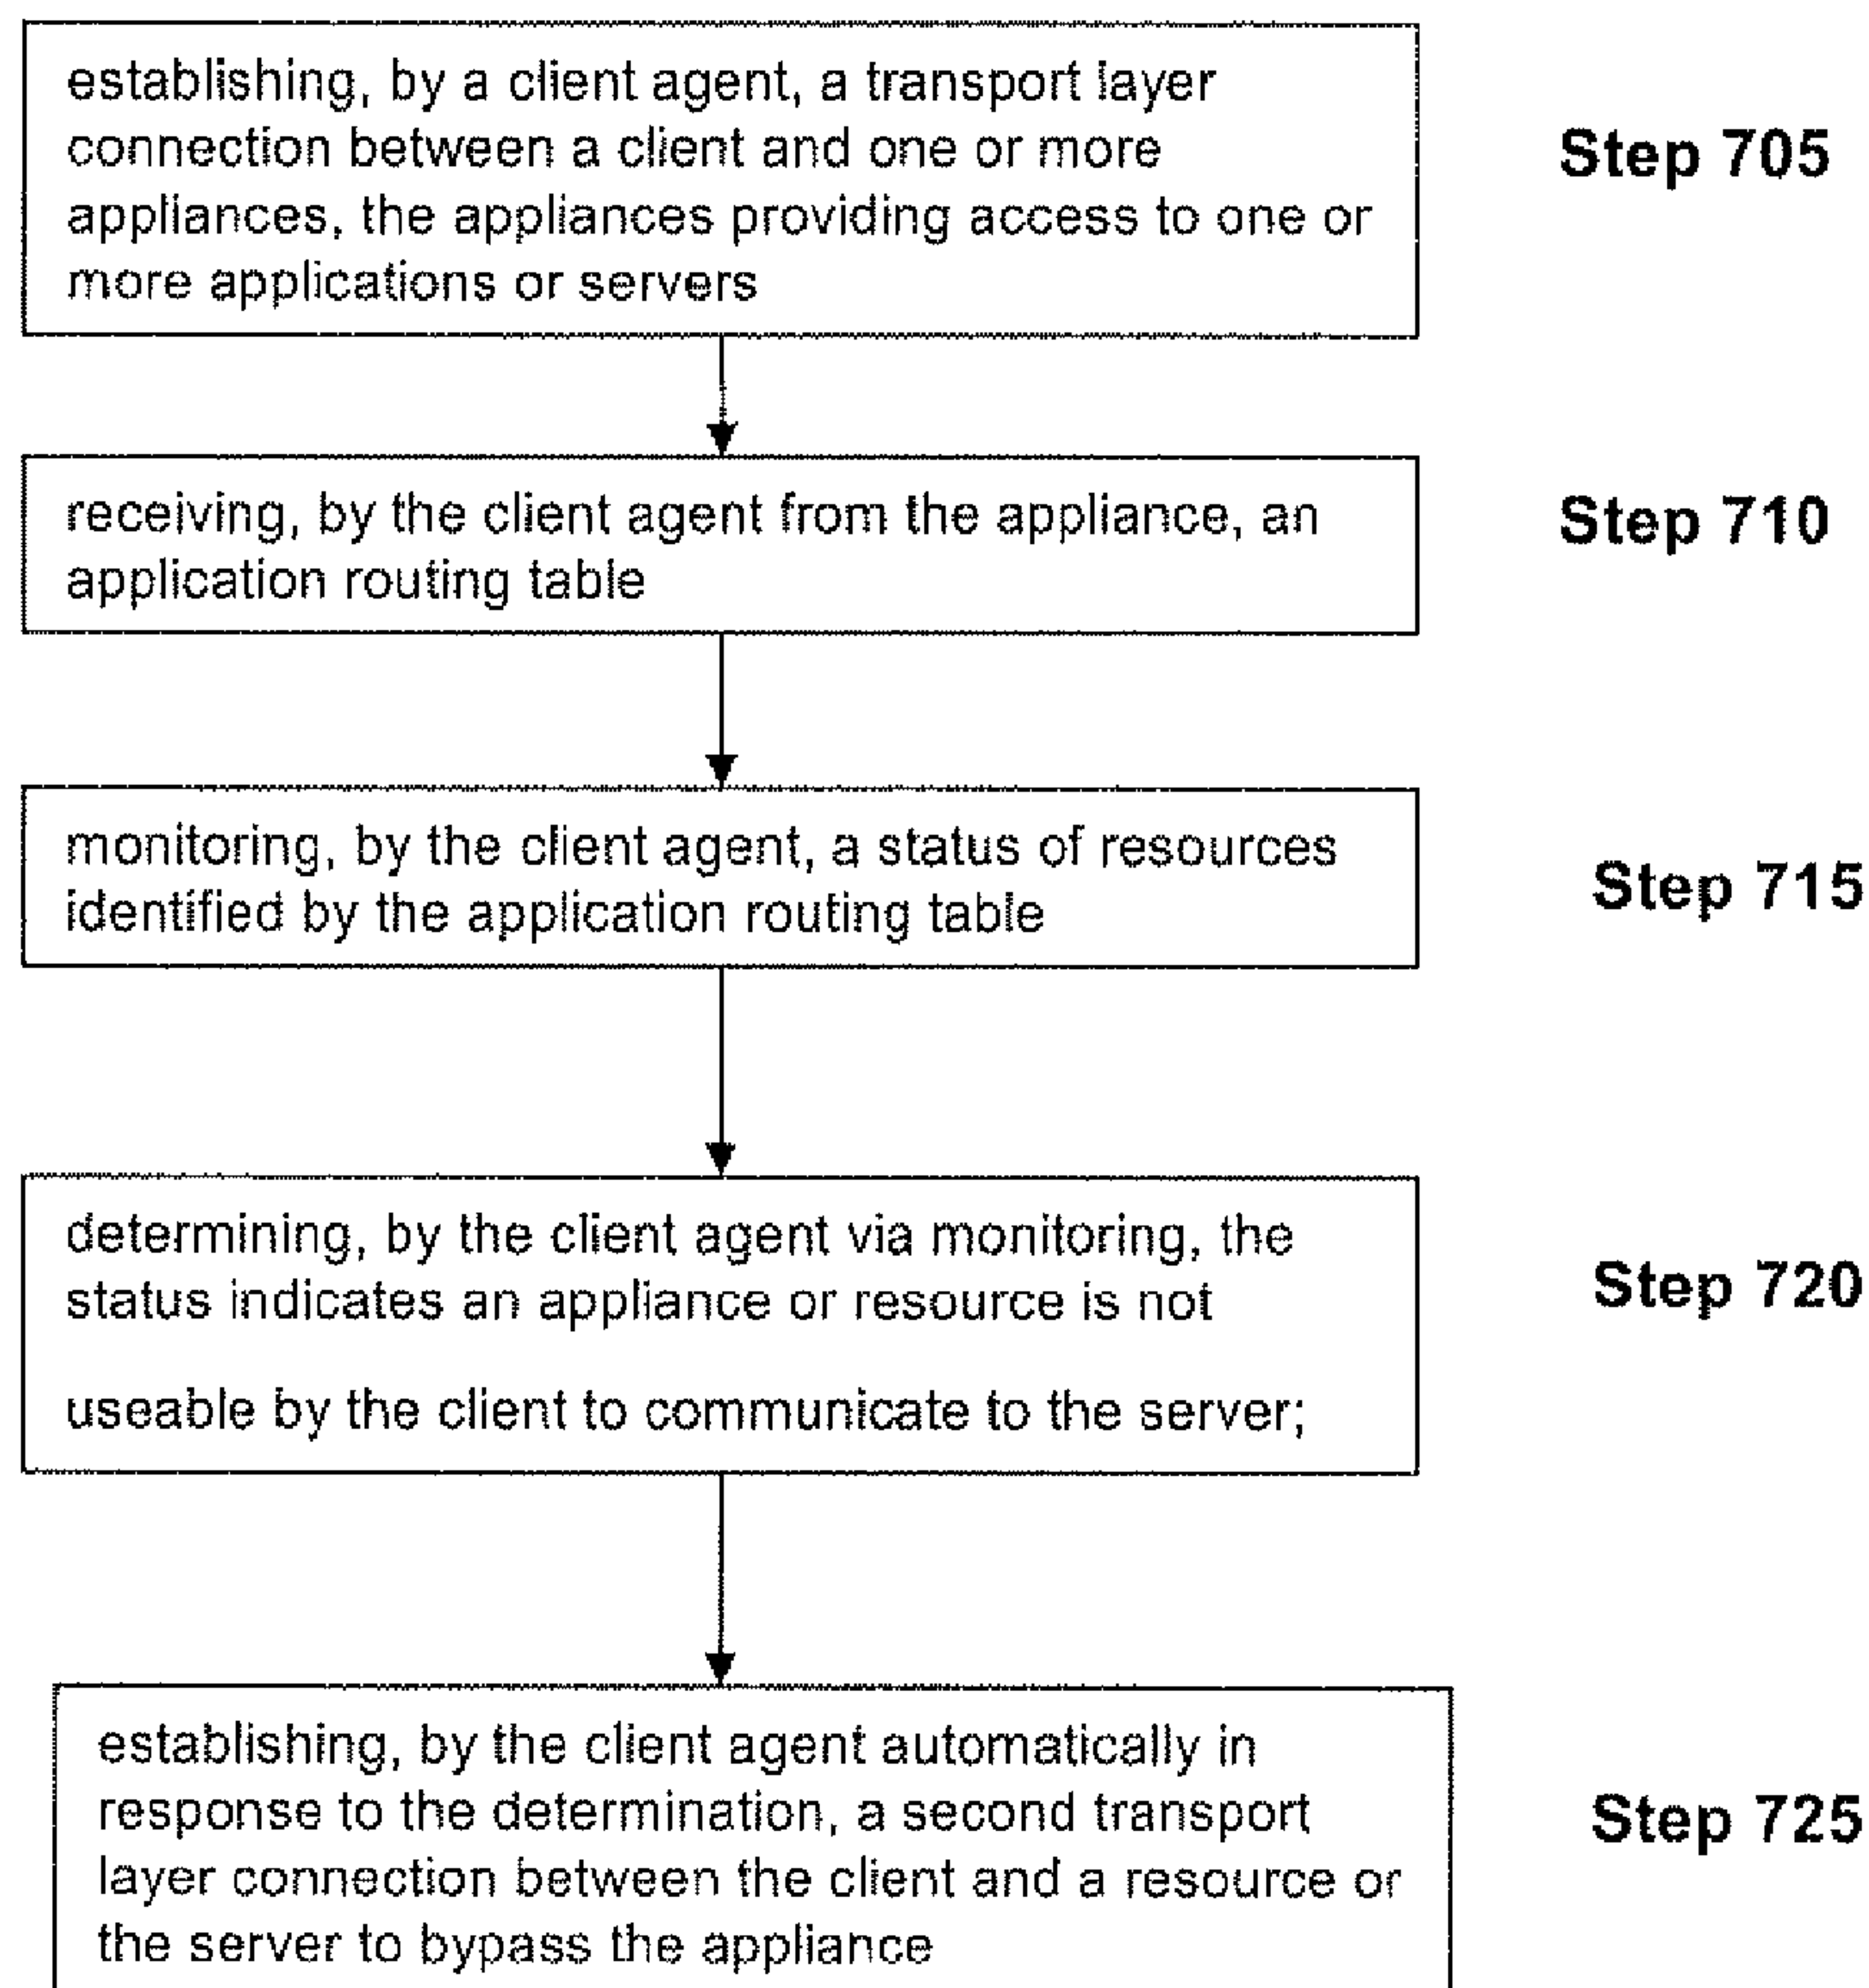 establishing, by a client agent, a transport layer
connection between a client and one or more
appliances, the appliances providing access to one or
more applications or servers
Step 705
receiving, by the client agent from the appliance, an
application routing table
Step 710
monitoring, by the client agent, a status of resources
identified by the application routing table
Step 715
determining, by the client agent via monitoring, the
status indicates an appliance or resource is not
useable by the client to communicate to the server;
Step 720
establishing, by the client agent automatically in
response to the determination, a second transport
layer connection between the client and a resource or
the server to bypass the appliance
Step 725